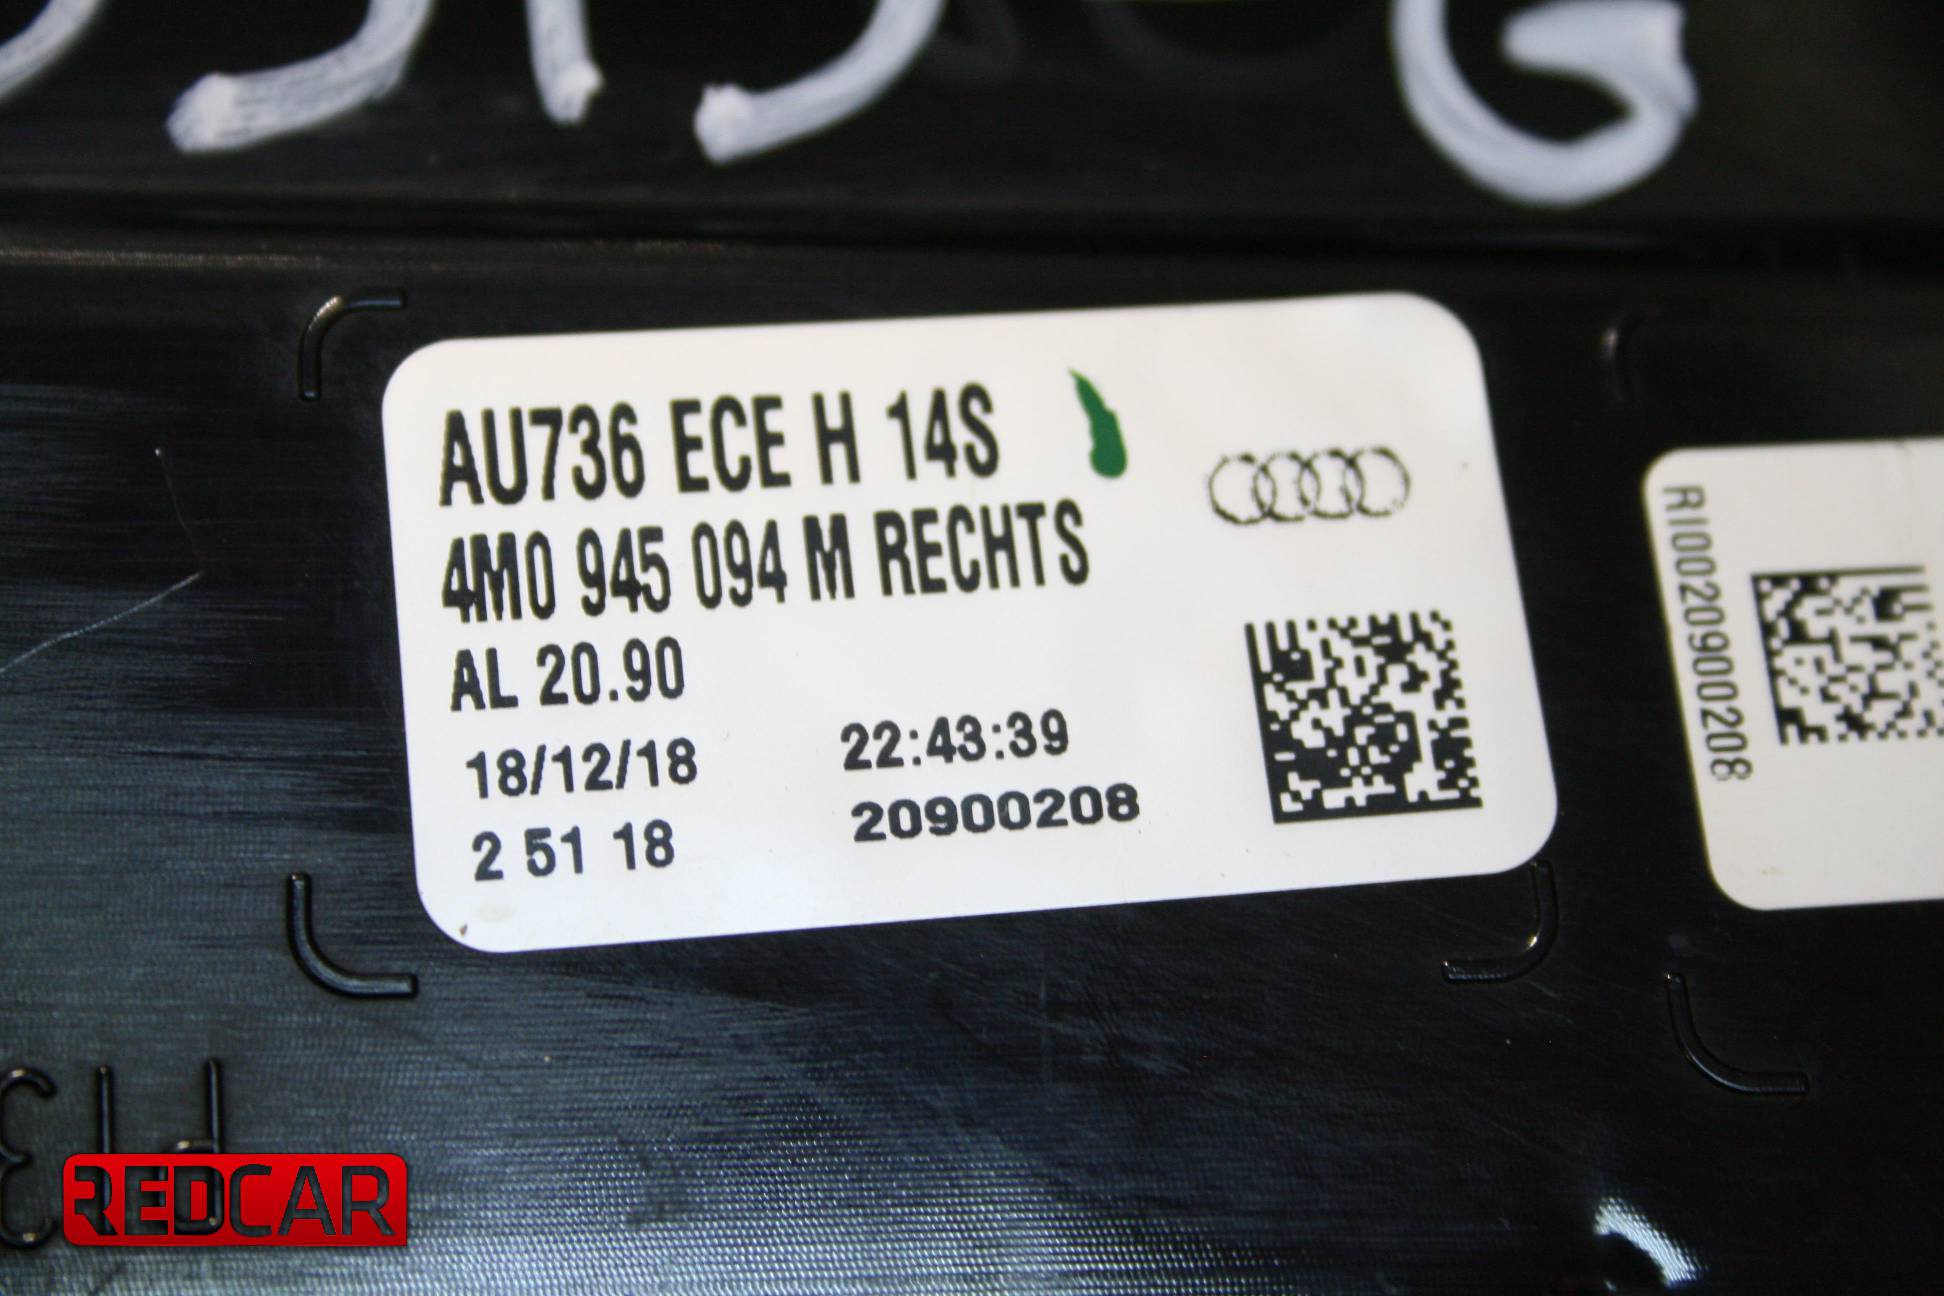 AU736 ECE H 14S
4M0 945 094 M RECHTS
AL 20.90
18/12/18 22:43:39
2 51 18 20900208
RI0020900208
REDCAR